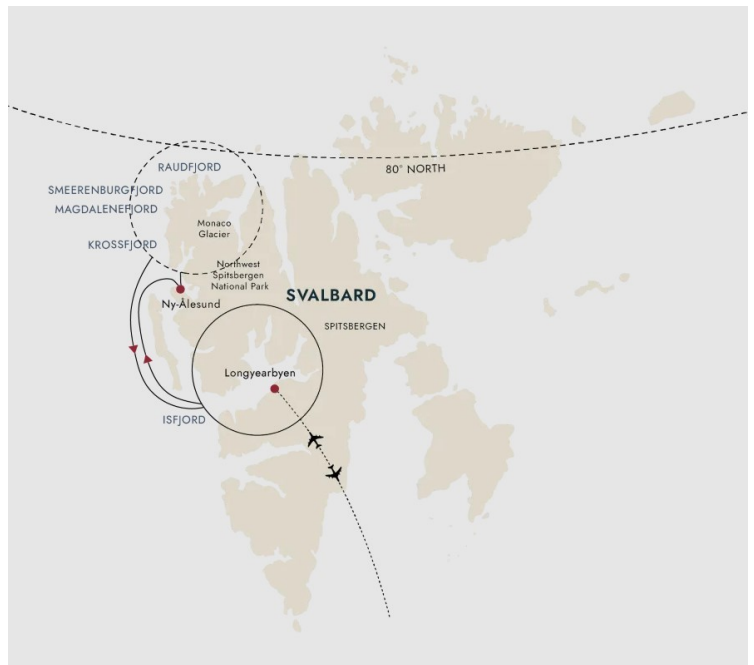 RAUDFJORD
80° NORTH
SMEERENBURGFJORD
MAGDALENEFJORD
Monaco
Glacier
KROSSFJORD
Northwest
Spitsbergen
National Park
SVALBARD
Ny-Ålesund
SPITSBERGEN
Longyearbyen
ISFJORD